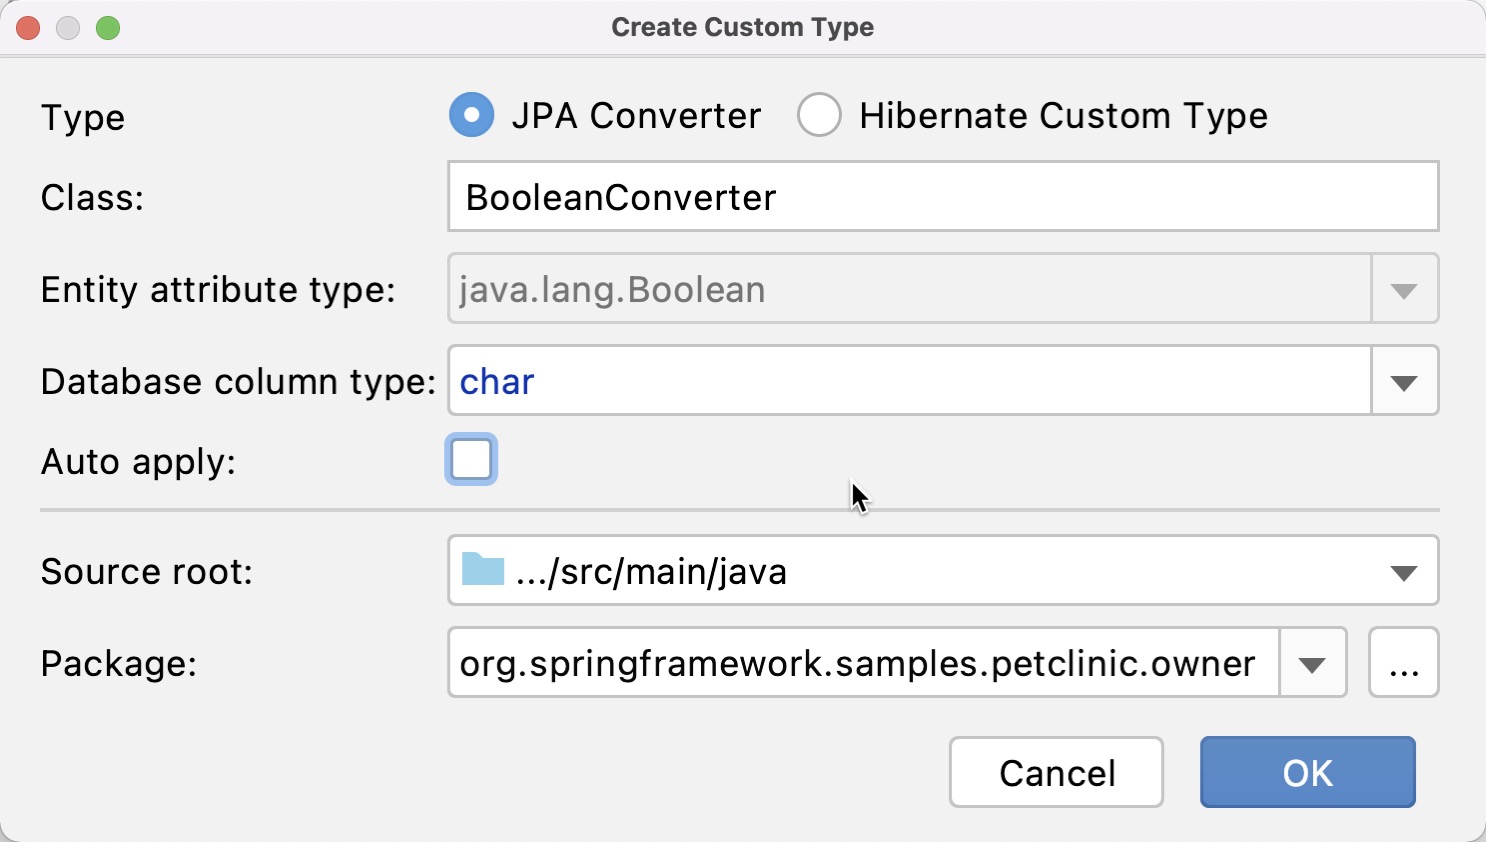 Create Custom Type
Type JPA Converter Hibernate Custom Type
Class: BooleanConverter
Entity attribute type: java.lang.Boolean
Database column type: char
Auto apply:
Source root: .../src/main/java
Package: org.springframework.samples.petclinic.owner ...
Cancel OK